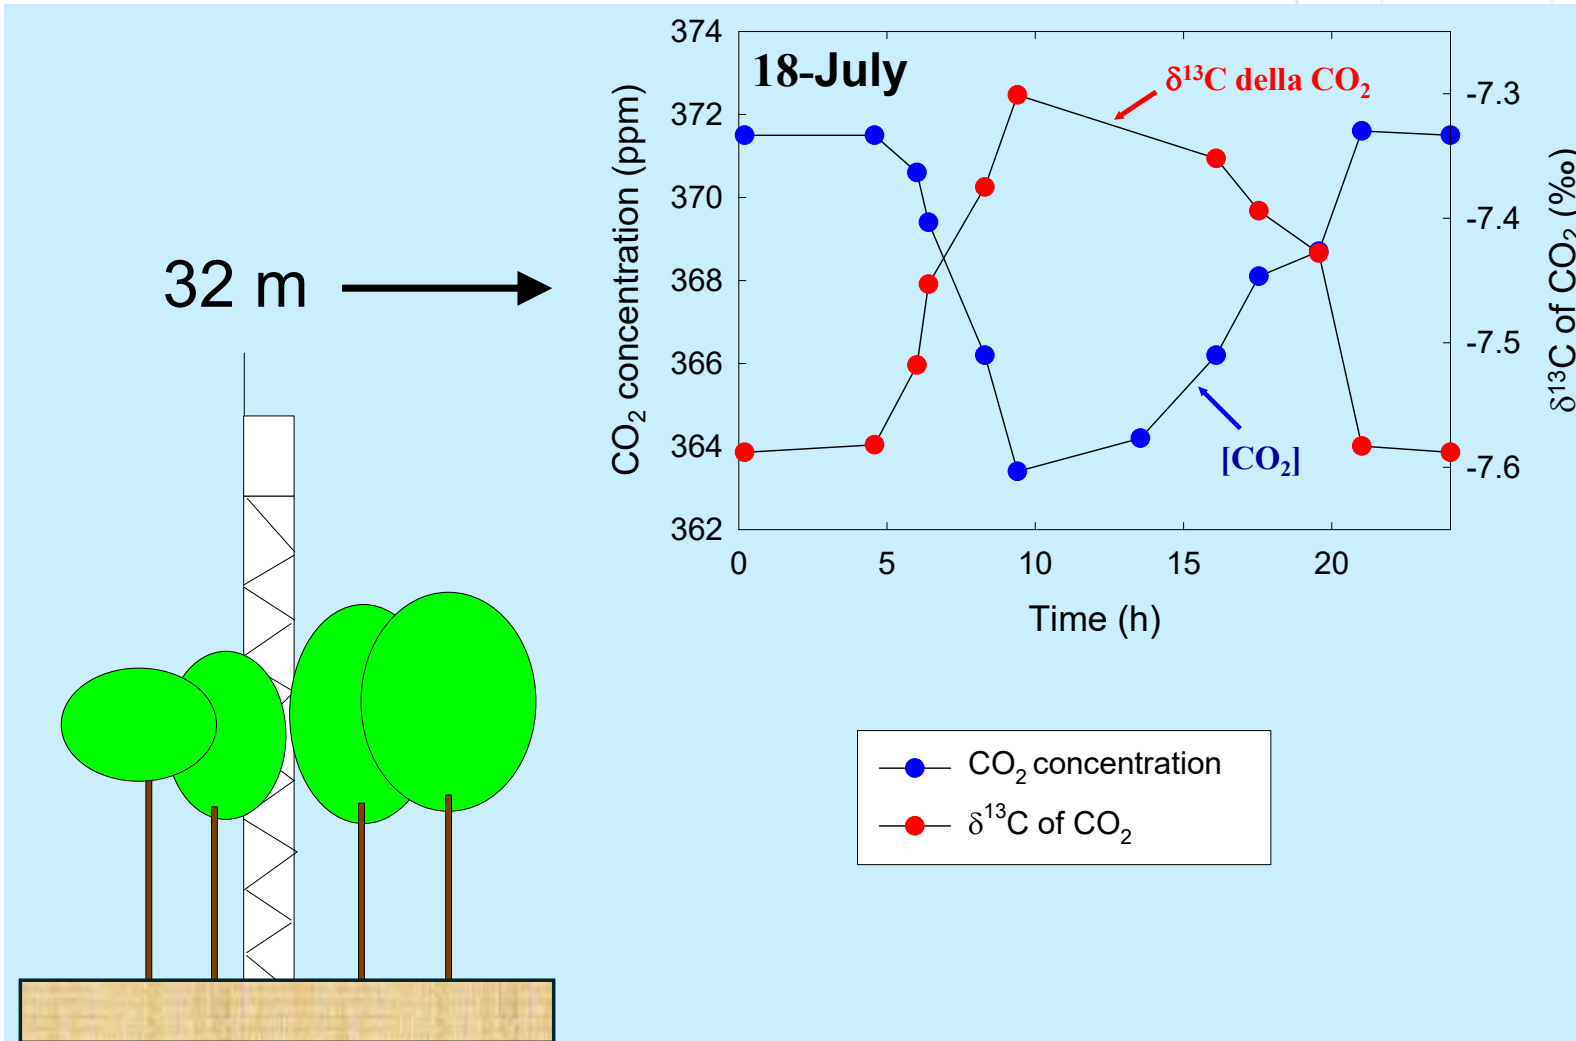 18-July
δ¹³C della CO₂
[CO₂]
32 m
CO₂ concentration (ppm)
374
372
370
368
366
364
362
-7.3
-7.4
-7.5
-7.6
δ¹³C of CO₂ (‰)
0 5 10 15 20
Time (h)
CO₂ concentration
δ¹³C of CO₂